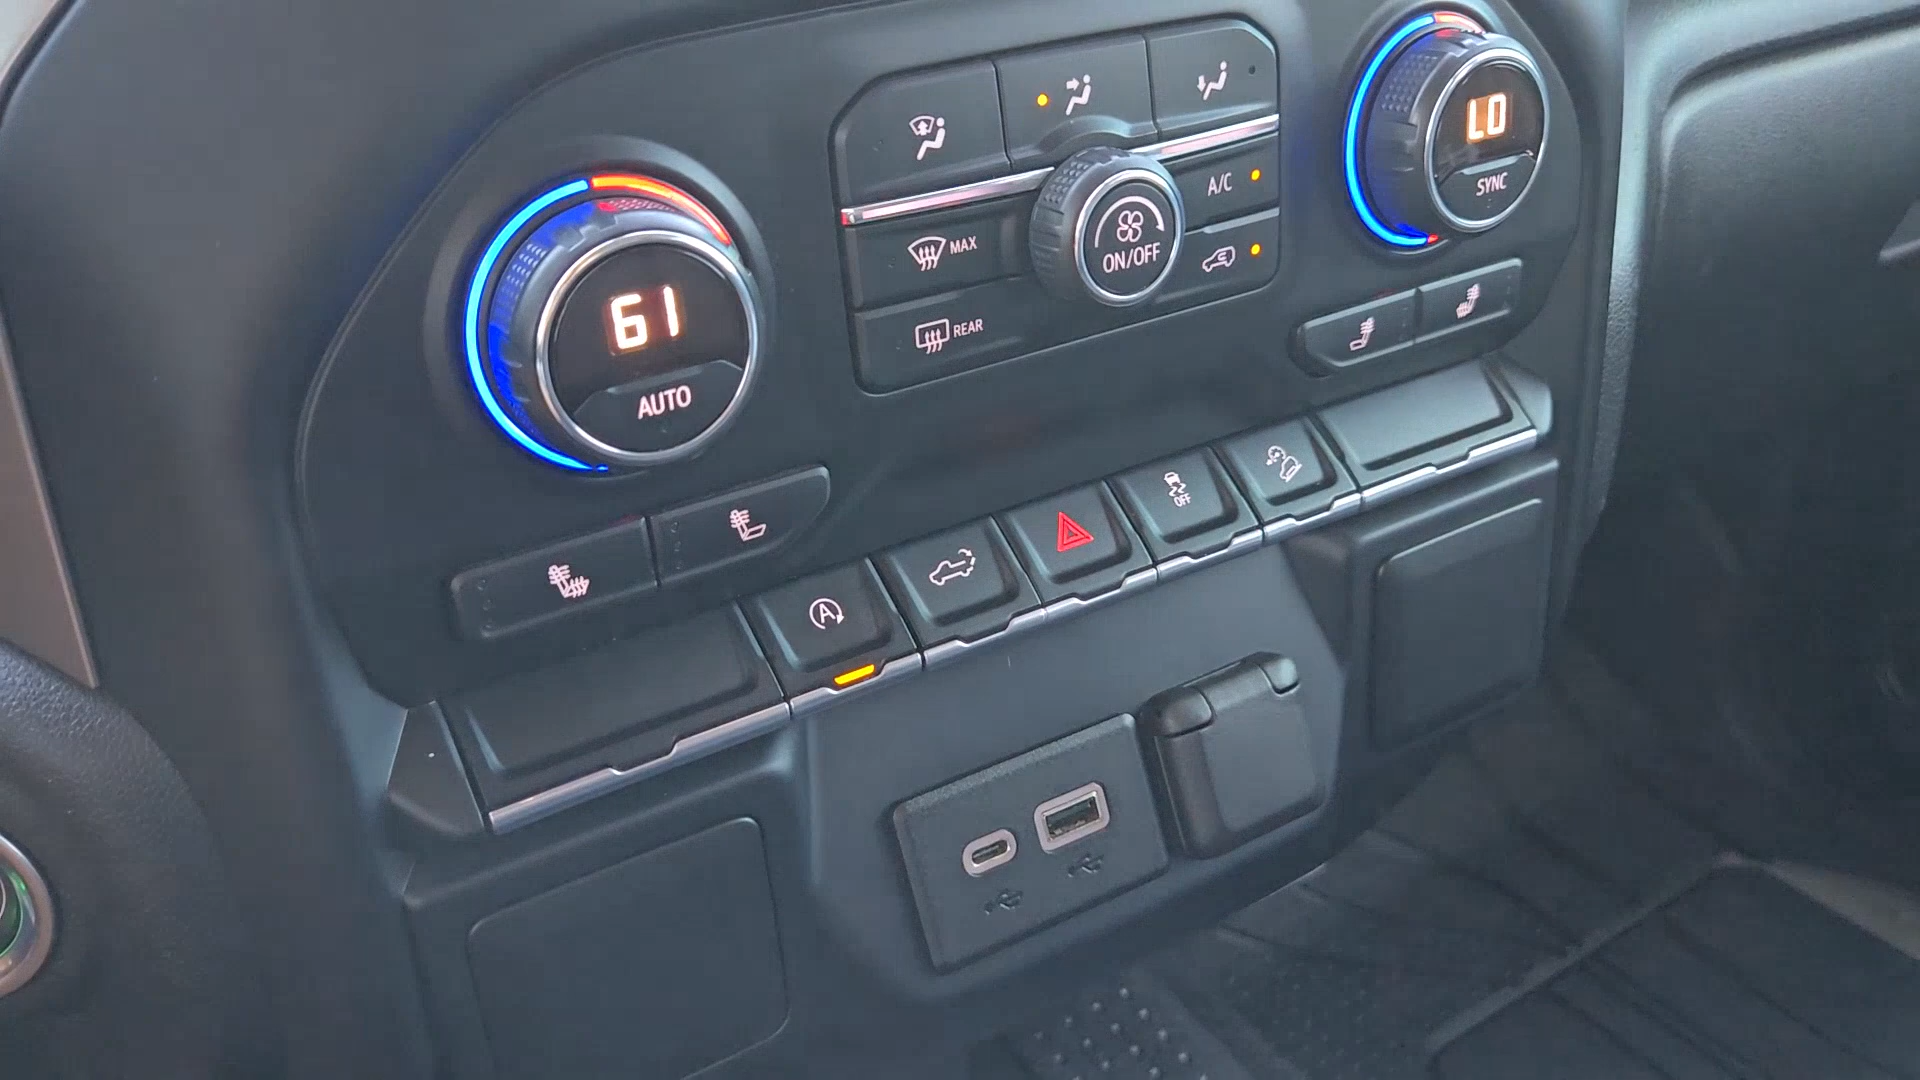 LO
SYNC
A/C
MAX
ON/OFF
61
REAR
AUTO
A
OFF